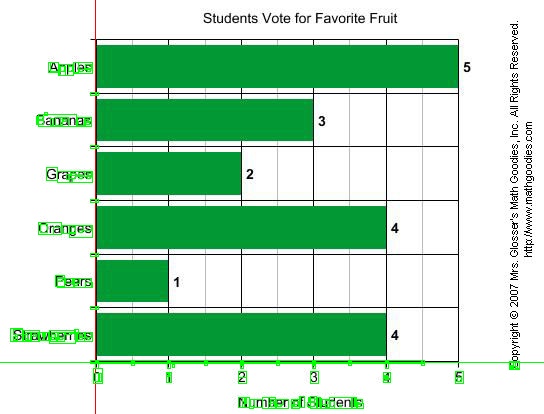 Students Vote for Favorite Fruit
Apples
5
Bananas
3
Grapes
2
Oranges
4
Pears
1
Strawberries
4
0 1 2 3 4 5
Number of Students
Copyright © 2007 Mrs. Glosser's Math Goodies, Inc. All Rights Reserved.
http://www.mathgoodies.com